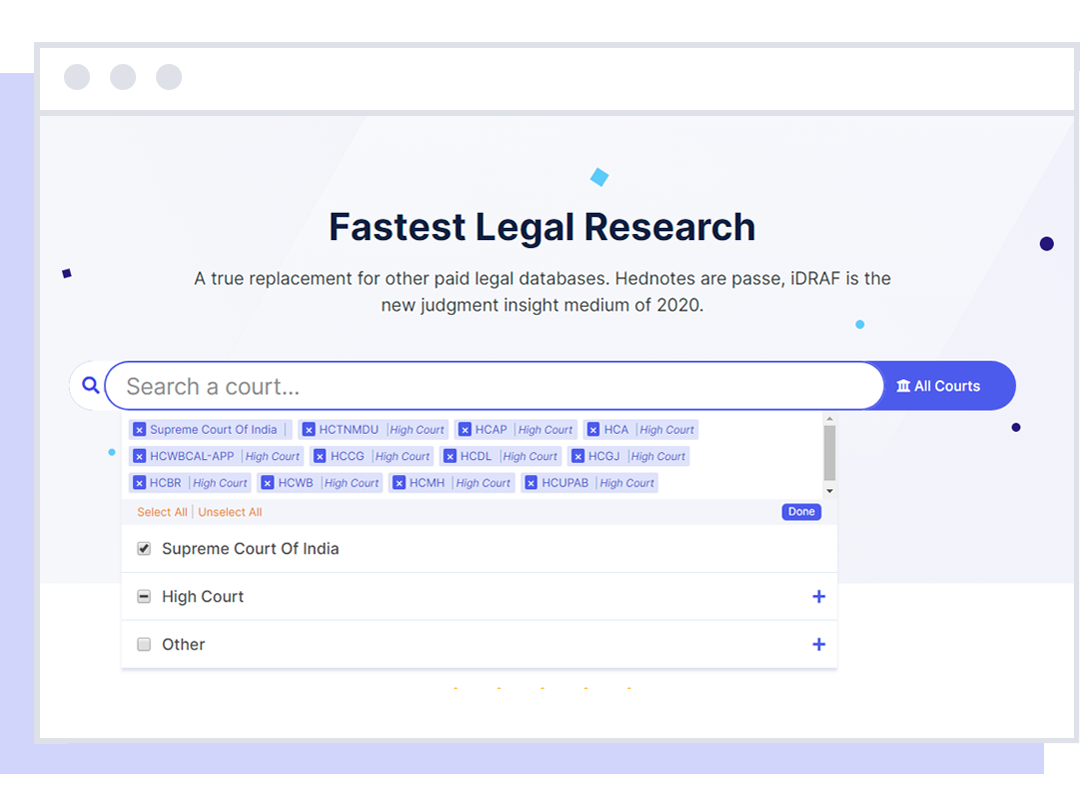 Fastest Legal Research
A true replacement for other paid legal databases. Hednotes are passe, iDRAF is the
new judgment insight medium of 2020.
Search a court...
All Courts
Supreme Court Of India | HCTNMDU |High Court HCAP |High Court HCA |High Court
HCWBCAL-APP |High Court HCCG |High Court HCDL |High Court HCGJ |High Court
HCBR |High Court HCWB |High Court HCMH |High Court HCUPAB |High Court
Select All | Unselect All
Done
Supreme Court Of India
High Court
Other